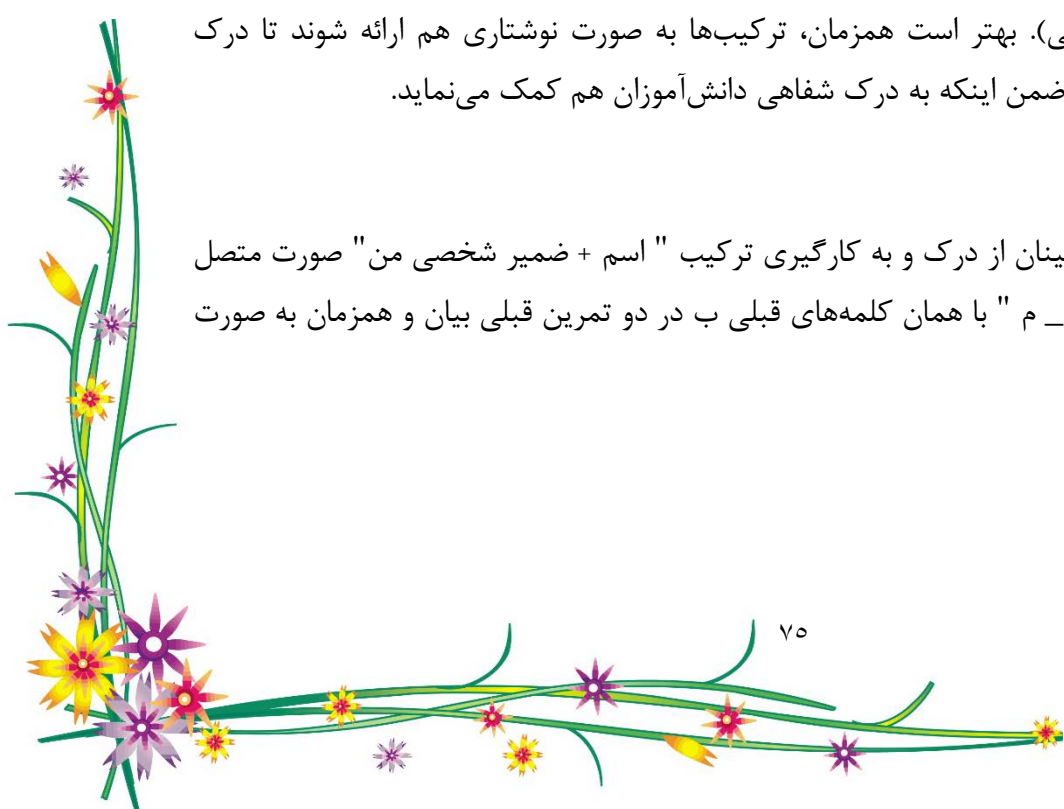 ی). بهتر است همزمان، ترکیب‌ها به صورت نوشتاری هم ارائه شوند تا درک
ضمن اینکه به درک شفاهی دانش‌آموزان هم کمک می‌نماید.
ینان از درک و به کارگیری ترکیب " اسم + ضمیر شخصی من" صورت متصل
_ م " با همان کلمه‌های قبلی ب در دو تمرین قبلی بیان و همزمان به صورت
۷۵